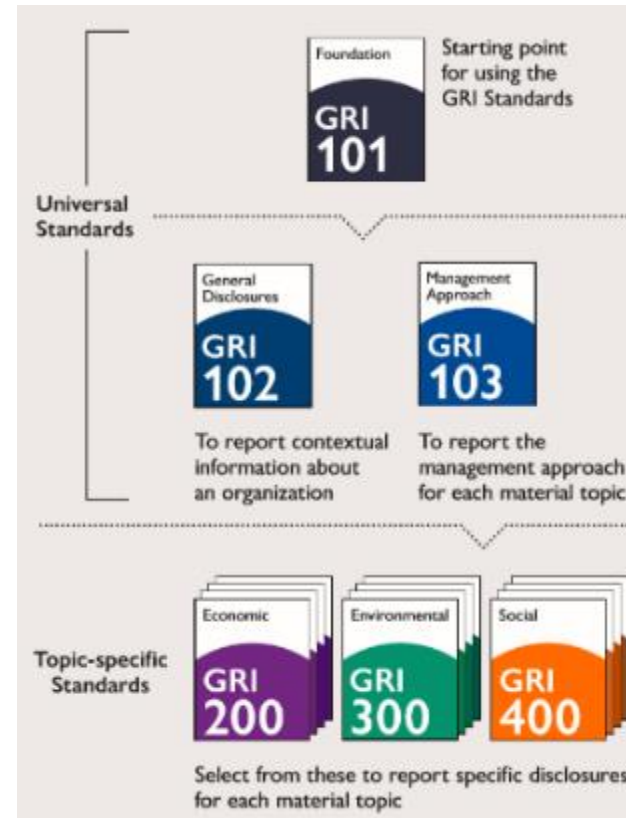 Foundation
GRI
101
Starting point
for using the
GRI Standards
Universal
Standards
General
Disclosures
GRI
102
Management
Approach
GRI
103
To report contextual
information about
an organization
To report the
management approach
for each material topic
Topic-specific
Standards
Economic
GRI
200
Environmental
GRI
300
Social
GRI
400
Select from these to report specific disclosures
for each material topic